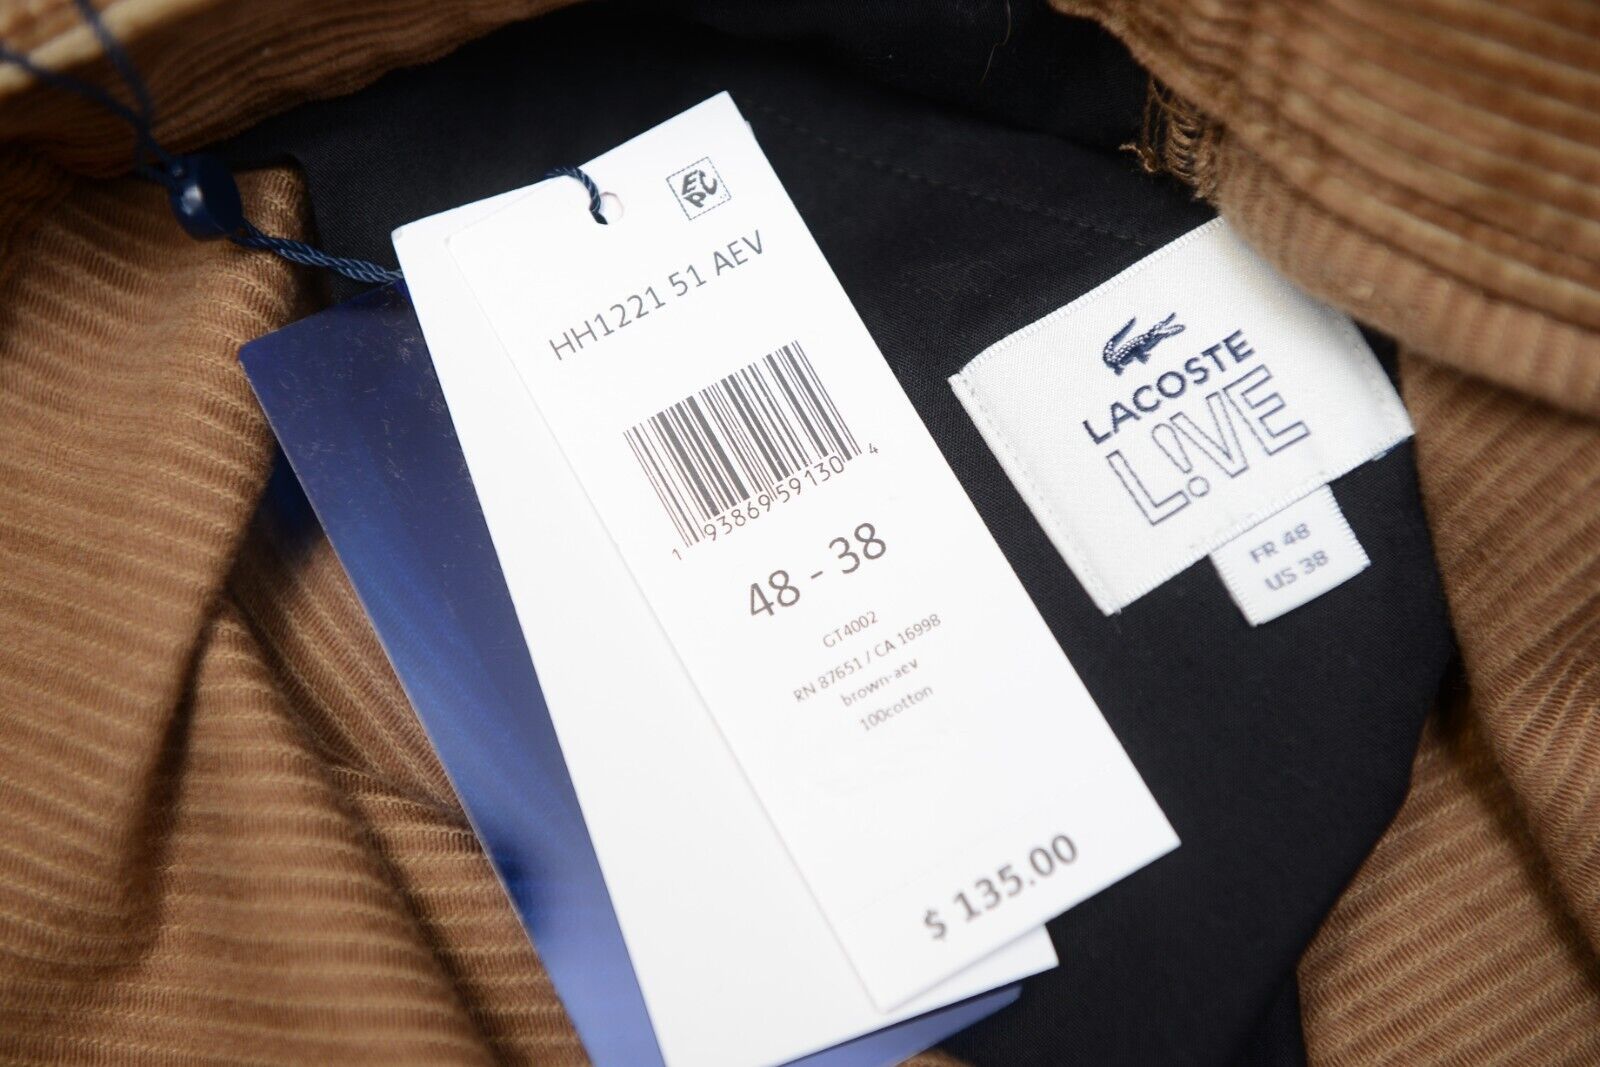 HH1221 51 AEV
1 93869 59130 4
48 - 38
GT4002
RN 87651 / CA 16998
brown-aev
100cotton
$ 135.00
LACOSTE
L!VE
FR 48
US 38